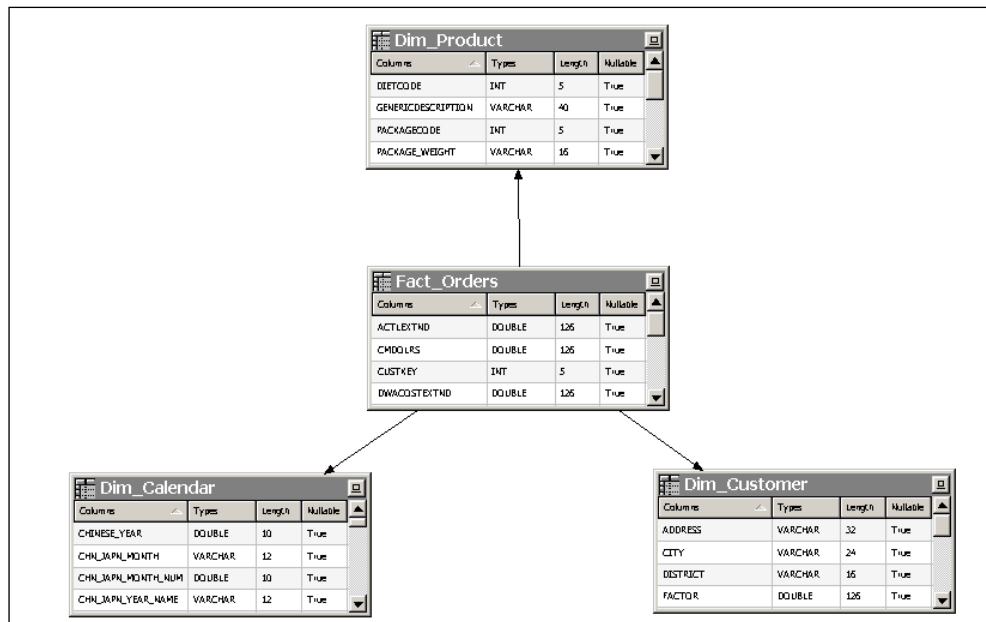 Dim_Product
Columns Types Length Nullable
DIETCODE INT 5 True
GENERICDESCRIPTION VARCHAR 40 True
PACKAGECODE INT 5 True
PACKAGE_WEIGHT VARCHAR 16 True
Fact_Orders
Columns Types Length Nullable
ACTLEXTND DOUBLE 126 True
CMDOLRS DOUBLE 126 True
CUSTKEY INT 5 True
DWACOSTEXTND DOUBLE 126 True
Dim_Calendar
Columns Types Length Nullable
CHINESE_YEAR DOUBLE 10 True
CHN_JAPN_MONTH VARCHAR 12 True
CHN_JAPN_MONTH_NUM DOUBLE 10 True
CHN_JAPN_YEAR_NAME VARCHAR 12 True
Dim_Customer
Columns Types Length Nullable
ADDRESS VARCHAR 32 True
CITY VARCHAR 24 True
DISTRICT VARCHAR 16 True
FACTOR DOUBLE 126 True